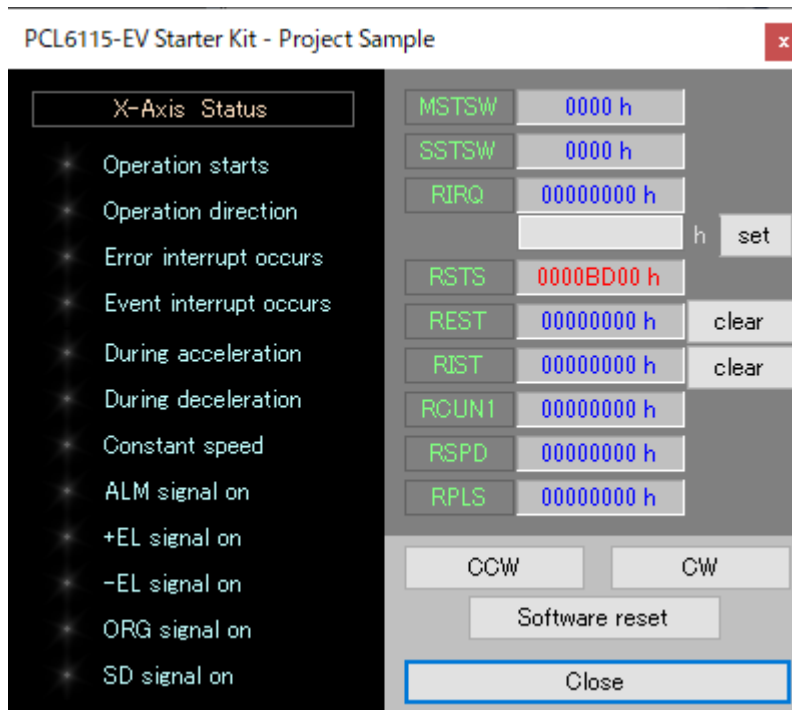 PCL6115-EV Starter Kit - Project Sample
x
X-Axis Status
Operation starts
Operation direction
Error interrupt occurs
Event interrupt occurs
During acceleration
During deceleration
Constant speed
ALM signal on
+EL signal on
-EL signal on
ORG signal on
SD signal on
MSTSW 0000 h
SSTSW 0000 h
RIRQ 00000000 h
h set
RSTS 0000BD00 h
REST 00000000 h clear
RIST 00000000 h clear
RCUN1 00000000 h
RSPD 00000000 h
RPLS 00000000 h
CCW CW
Software reset
Close